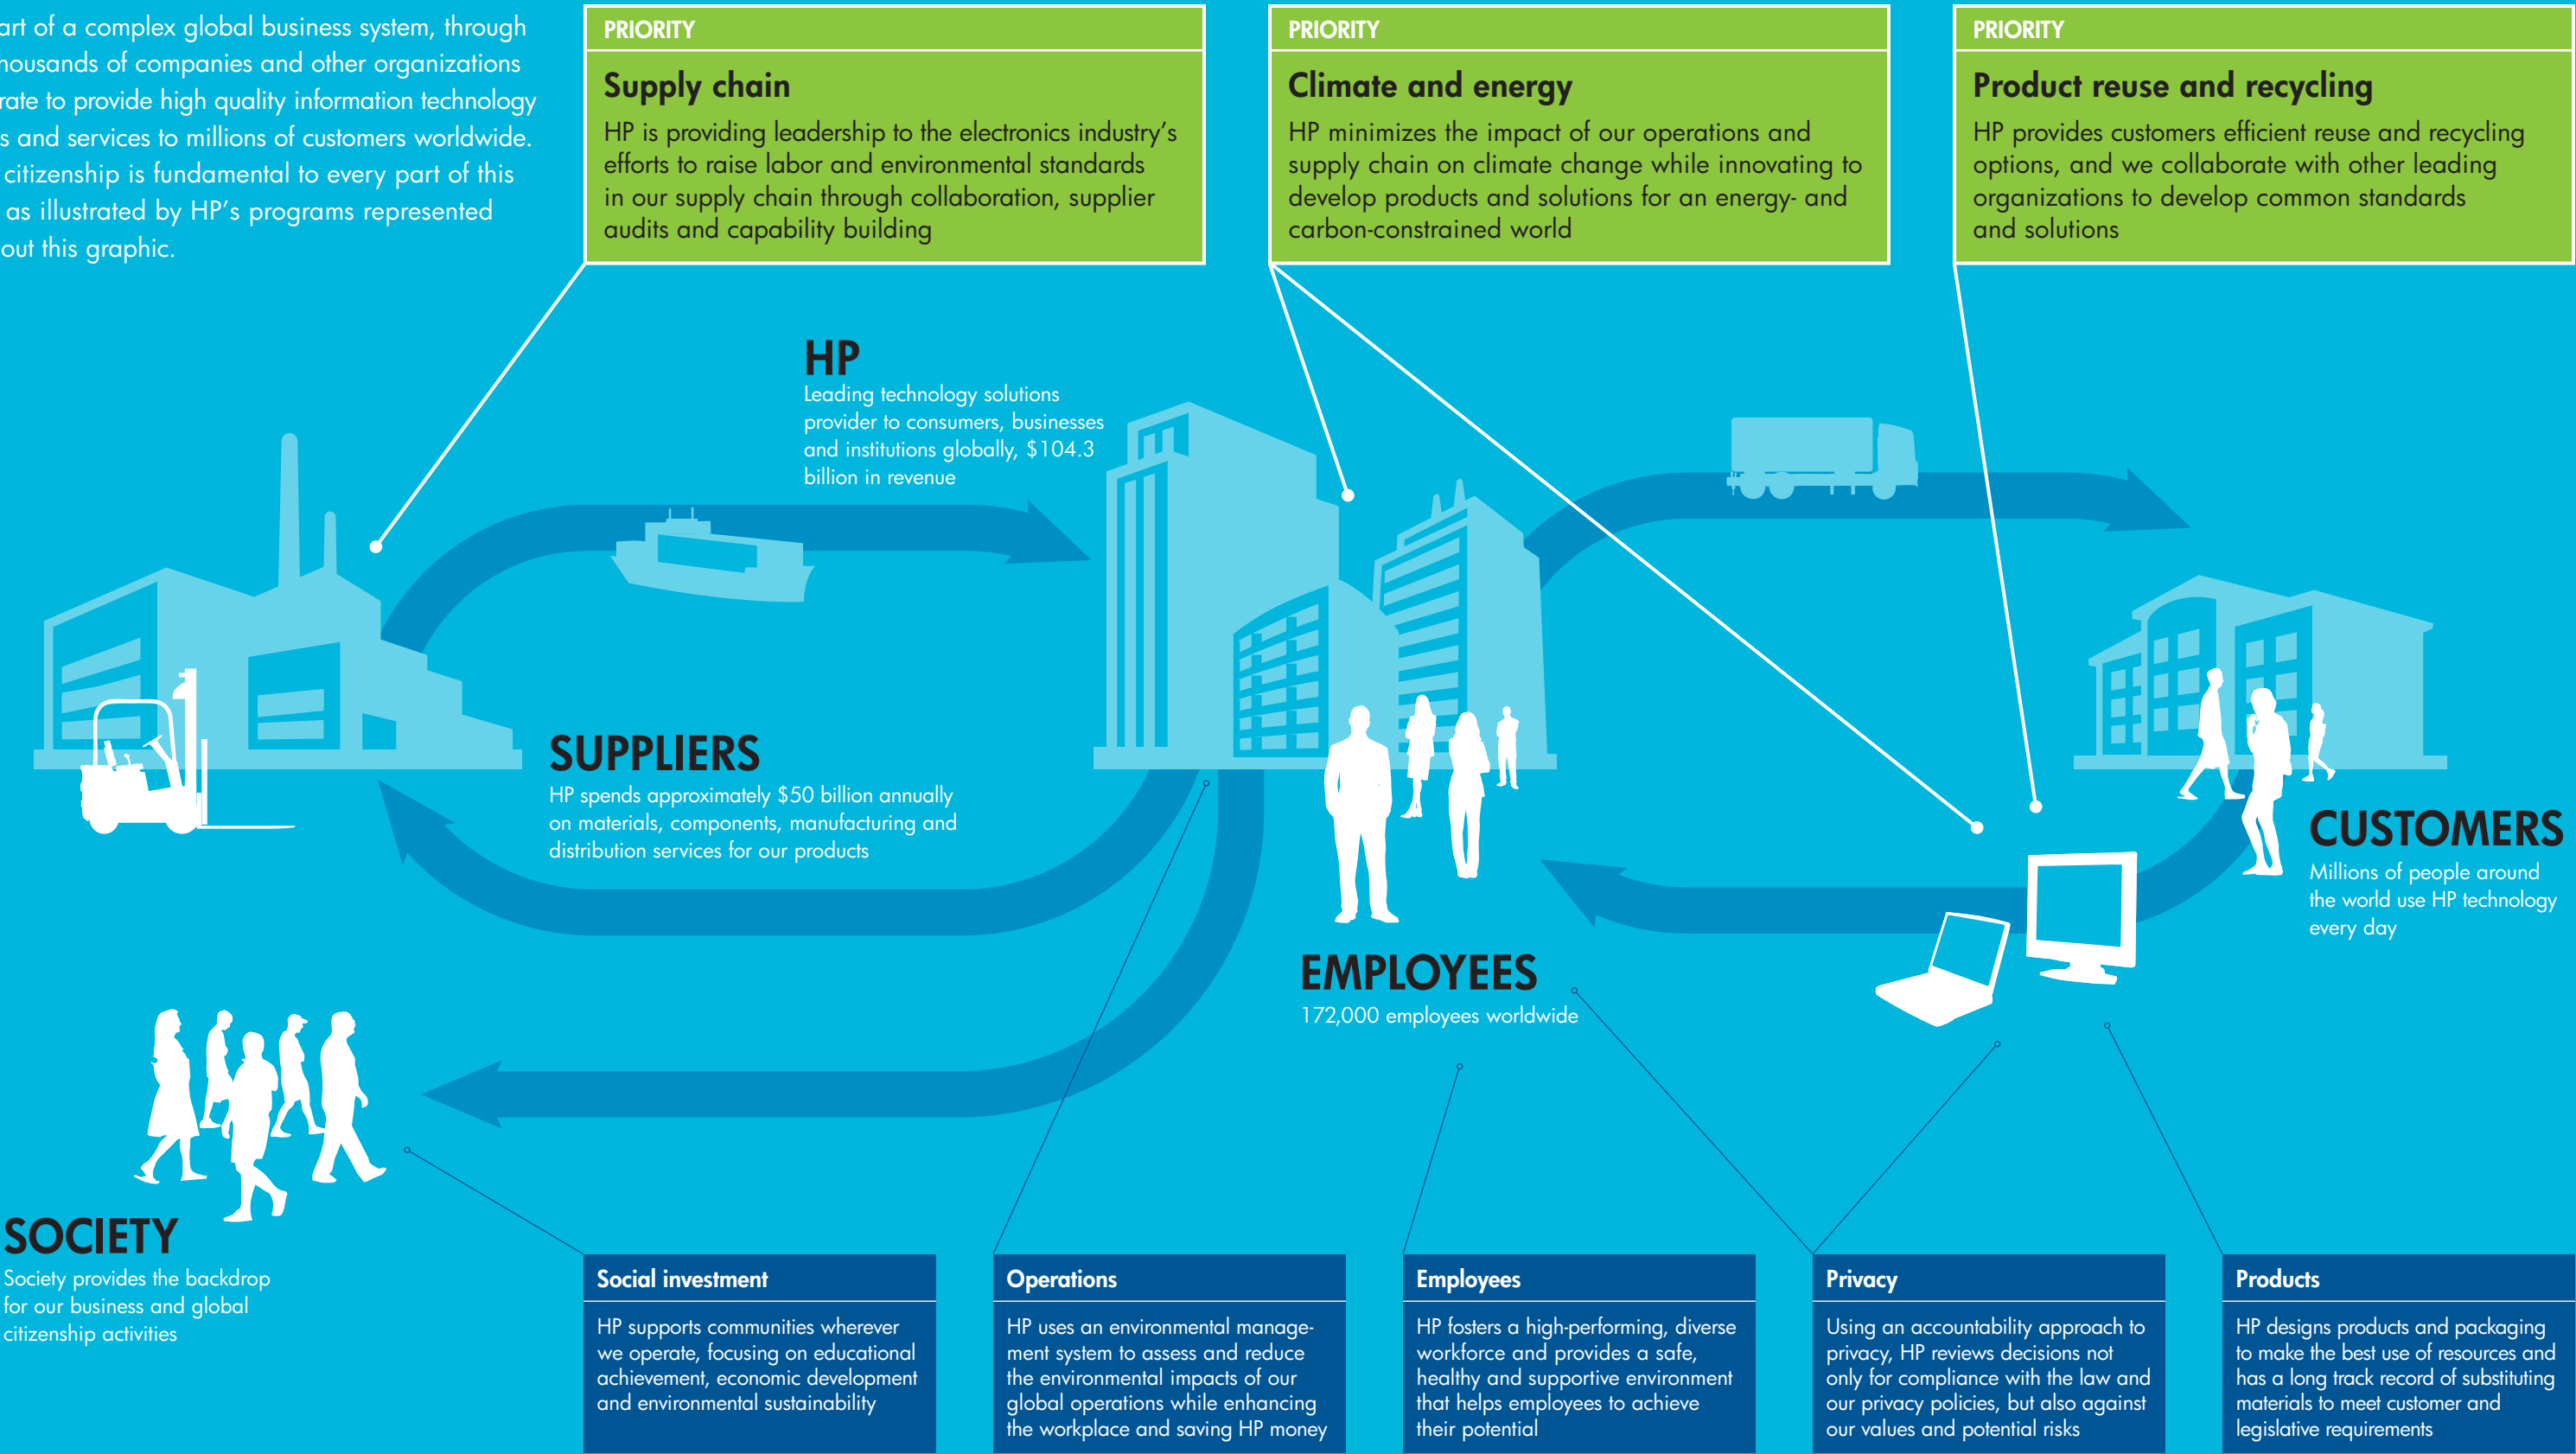 art of a complex global business system, through
housands of companies and other organizations
rate to provide high quality information technology
s and services to millions of customers worldwide.
citizenship is fundamental to every part of this
as illustrated by HP's programs represented
out this graphic.
PRIORITY
Supply chain
HP is providing leadership to the electronics industry's
efforts to raise labor and environmental standards
in our supply chain through collaboration, supplier
audits and capability building
PRIORITY
Climate and energy
HP minimizes the impact of our operations and
supply chain on climate change while innovating to
develop products and solutions for an energy- and
carbon-constrained world
PRIORITY
Product reuse and recycling
HP provides customers efficient reuse and recycling
options, and we collaborate with other leading
organizations to develop common standards
and solutions
HP
Leading technology solutions
provider to consumers, businesses
and institutions globally, $104.3
billion in revenue
SUPPLIERS
HP spends approximately $50 billion annually
on materials, components, manufacturing and
distribution services for our products
CUSTOMERS
Millions of people around
the world use HP technology
every day
EMPLOYEES
172,000 employees worldwide
SOCIETY
Society provides the backdrop
for our business and global
citizenship activities
Social investment
HP supports communities wherever
we operate, focusing on educational
achievement, economic development
and environmental sustainability
Operations
HP uses an environmental manage-
ment system to assess and reduce
the environmental impacts of our
global operations while enhancing
the workplace and saving HP money
Employees
HP fosters a high-performing, diverse
workforce and provides a safe,
healthy and supportive environment
that helps employees to achieve
their potential
Privacy
Using an accountability approach to
privacy, HP reviews decisions not
only for compliance with the law and
our privacy policies, but also against
our values and potential risks
Products
HP designs products and packaging
to make the best use of resources and
has a long track record of substituting
materials to meet customer and
legislative requirements